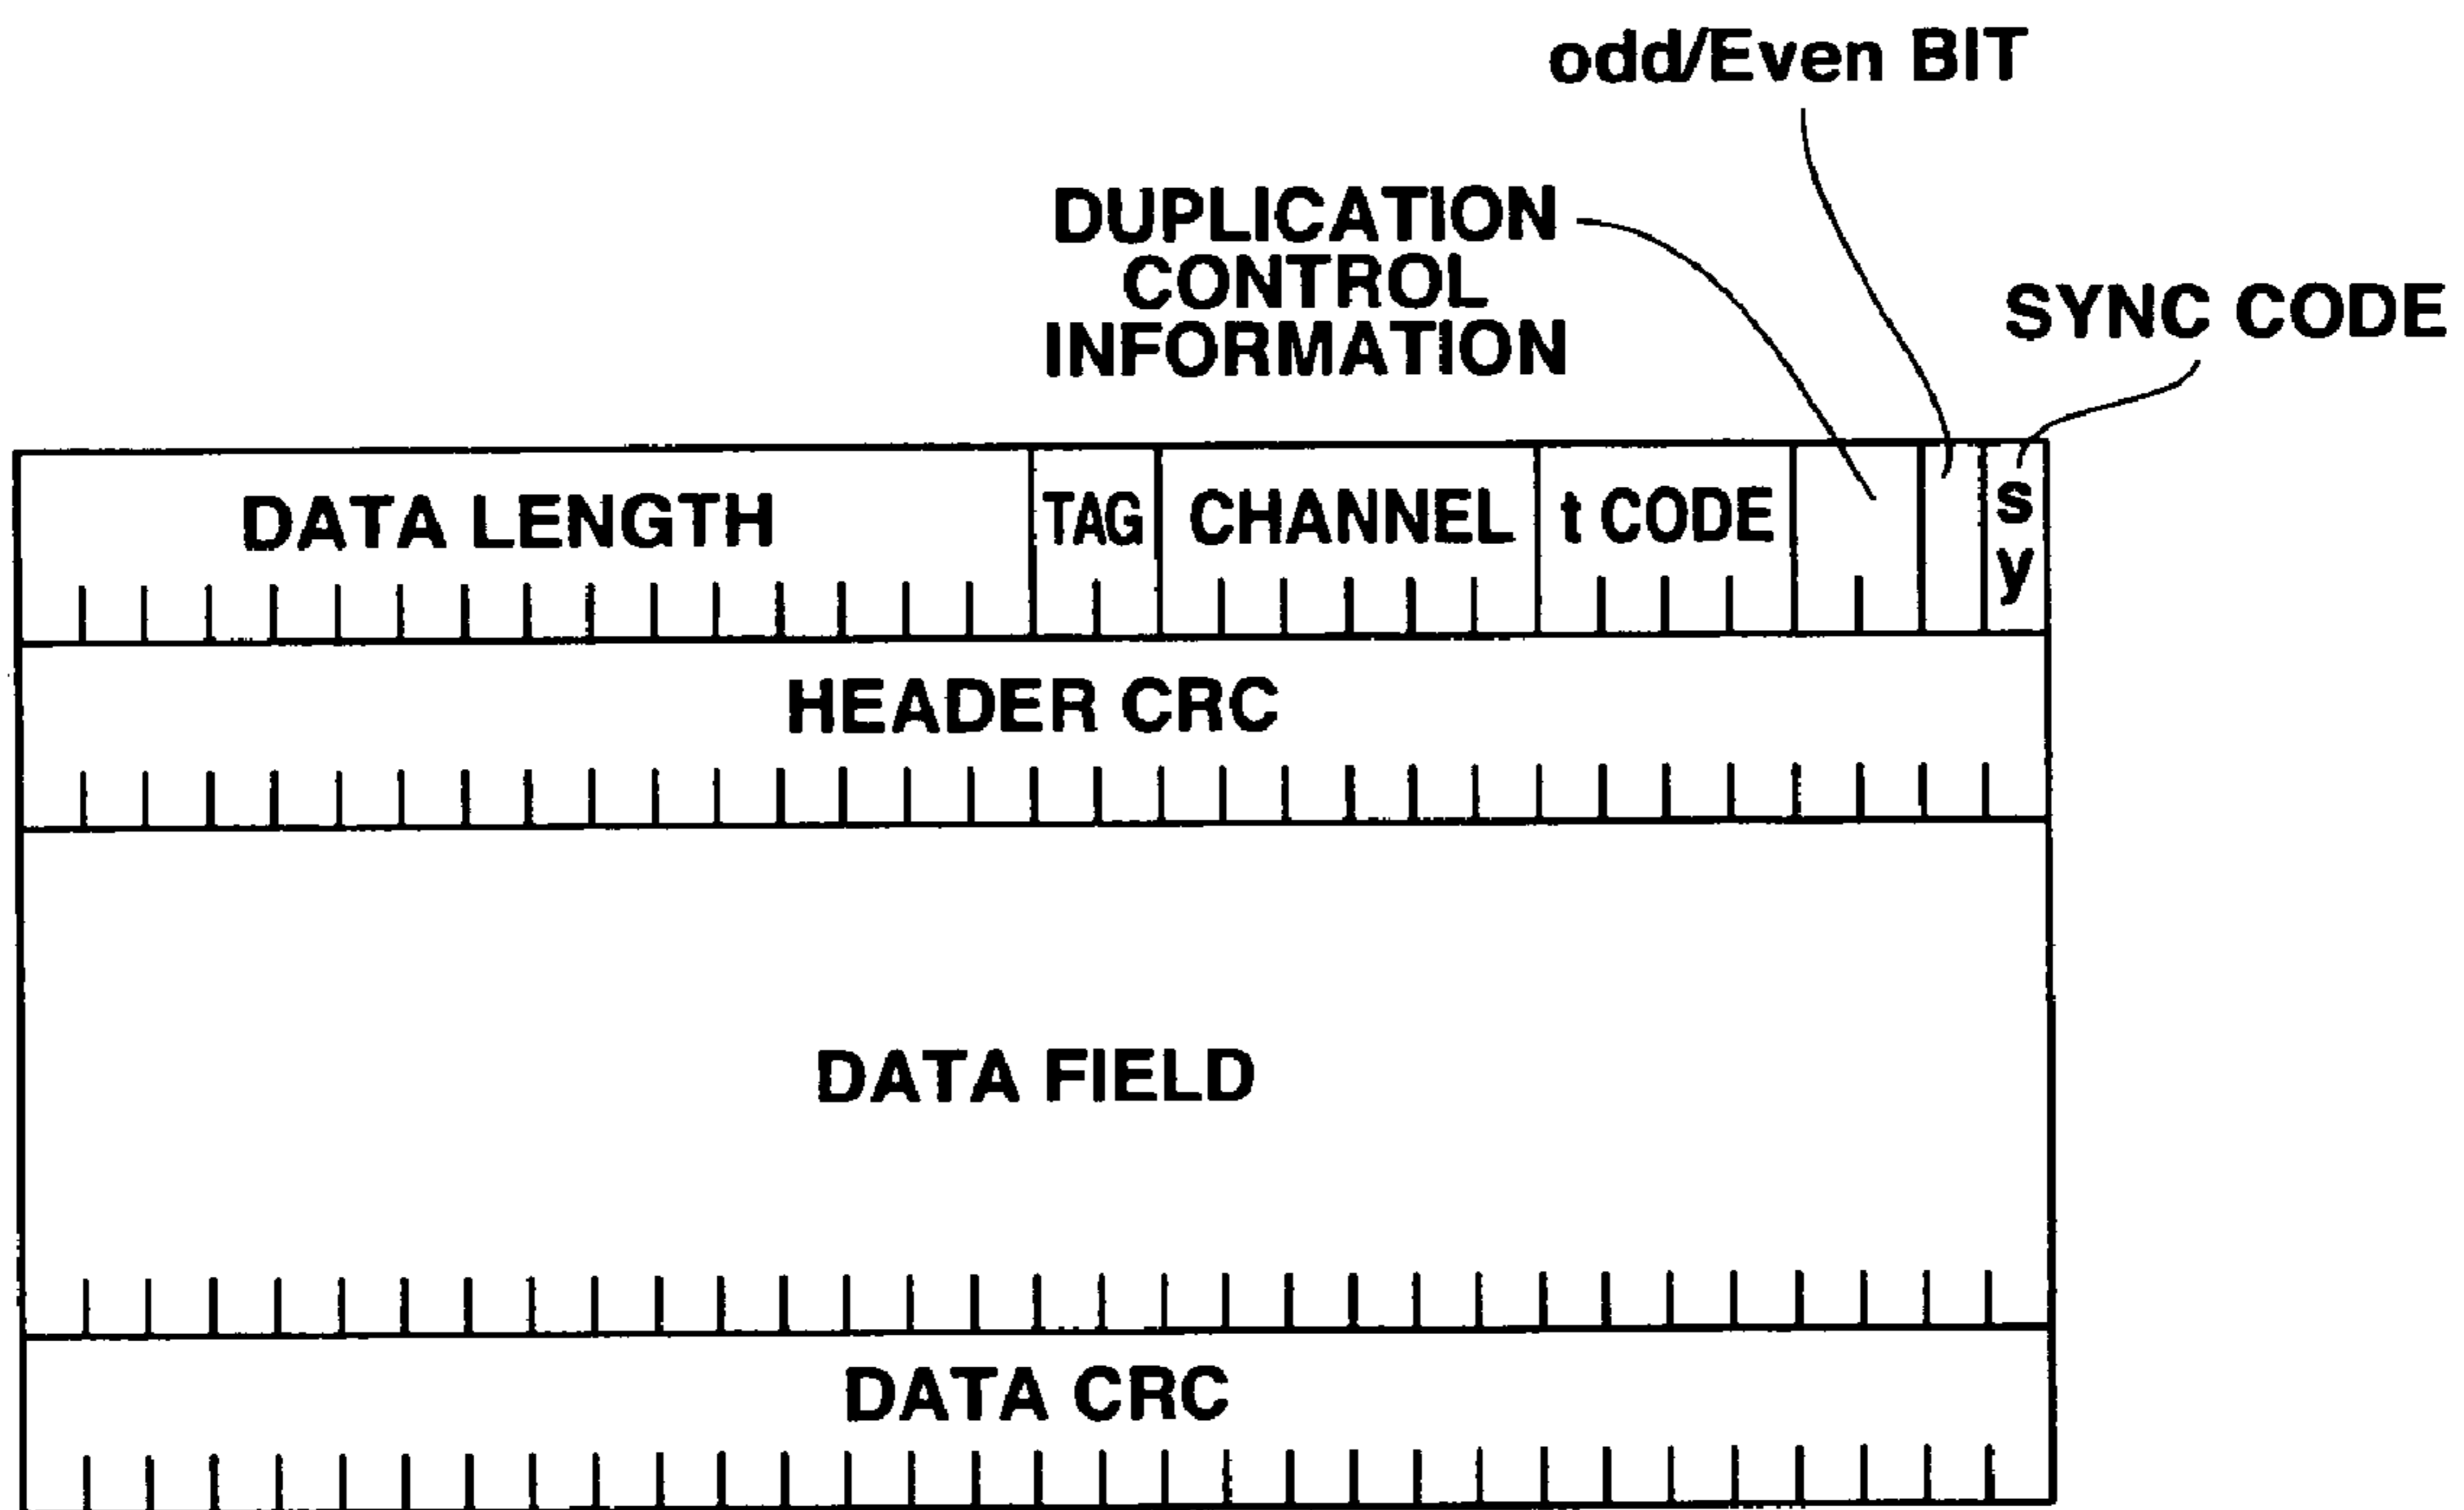 odd/Even BIT
DUPLICATION
CONTROL
INFORMATION
SYNC CODE
DATA LENGTH
TAG
CHANNEL
t CODE
s
y
HEADER CRC
DATA FIELD
DATA CRC